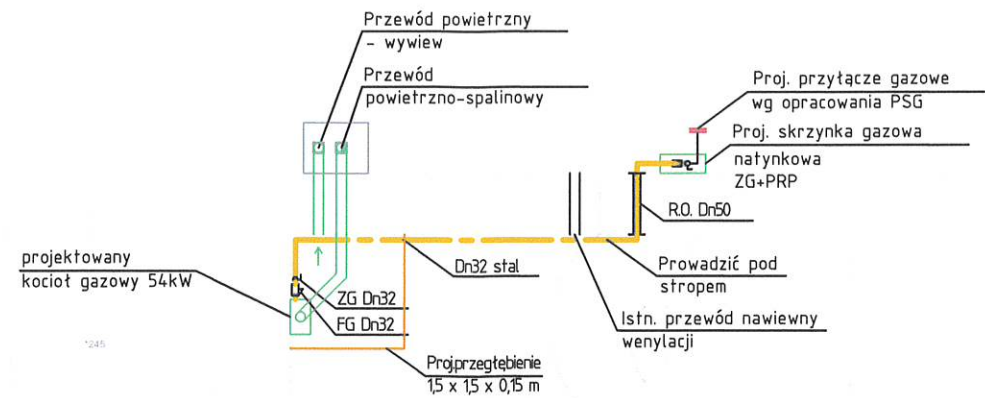 Przewód powietrzny
- wywiew
Przewód
powietrzno-spalinowy
Proj. przyłącze gazowe
wg opracowania PSG
Proj. skrzynka gazowa
natynkowa
ZG+PRP
R.O. Dn50
projektowany
kocioł gazowy 54kW
Dn32 stal
Prowadzić pod
stropem
ZG Dn32
FG Dn32
Istn. przewód nawiewny
wenylacji
Proj.przegłębienie
1,5 x 1,5 x 0,15 m
*245